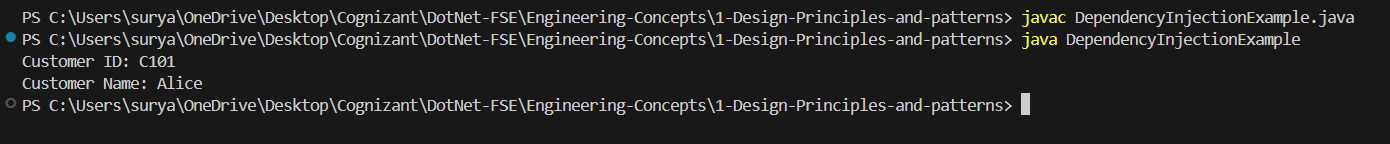 PS C:\Users\surya\OneDrive\Desktop\Cognizant\DotNet-FSE\Engineering-Concepts\1-Design-Principles-and-patterns> javac DependencyInjectionExample.java
PS C:\Users\surya\OneDrive\Desktop\Cognizant\DotNet-FSE\Engineering-Concepts\1-Design-Principles-and-patterns> java DependencyInjectionExample
Customer ID: C101
Customer Name: Alice
PS C:\Users\surya\OneDrive\Desktop\Cognizant\DotNet-FSE\Engineering-Concepts\1-Design-Principles-and-patterns>